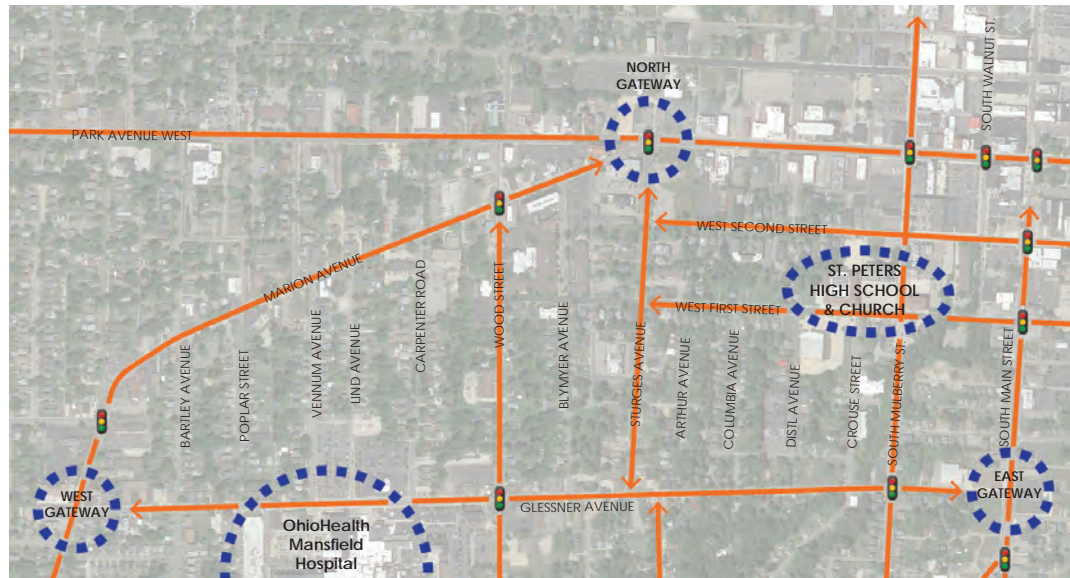 NORTH
GATEWAY
SOUTH WALNUT ST.
PARK AVENUE WEST
WEST SECOND STREET
MARION AVENUE
ST. PETERS
HIGH SCHOOL
& CHURCH
WEST FIRST STREET
CARPENTER ROAD
WOOD STREET
BARTLEY AVENUE
POPLAR STREET
VENNUM AVENUE
LIND AVENUE
BLYMYER AVENUE
STURGES AVENUE
ARTHUR AVENUE
COLUMBIA AVENUE
DISTL AVENUE
CROUSE STREET
SOUTH MULBERRY ST.
SOUTH MAIN STREET
WEST
GATEWAY
EAST
GATEWAY
GLESSNER AVENUE
OhioHealth
Mansfield
Hospital